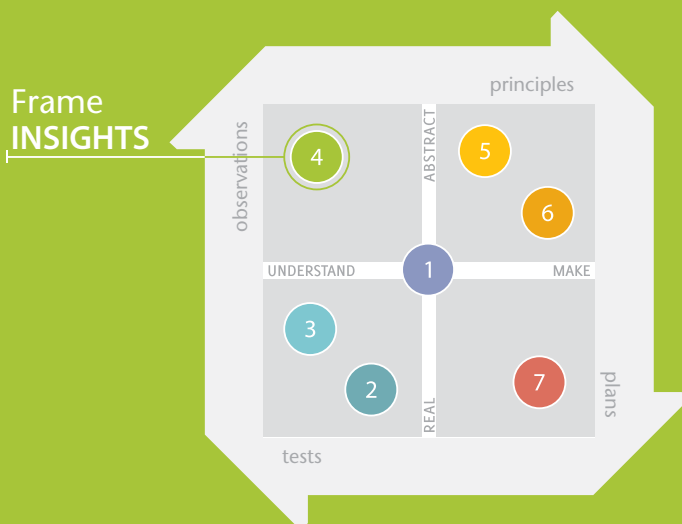 Frame
INSIGHTS
principles
observations
ABSTRACT
4
5
6
UNDERSTAND
1
MAKE
3
2
7
REAL
plans
tests